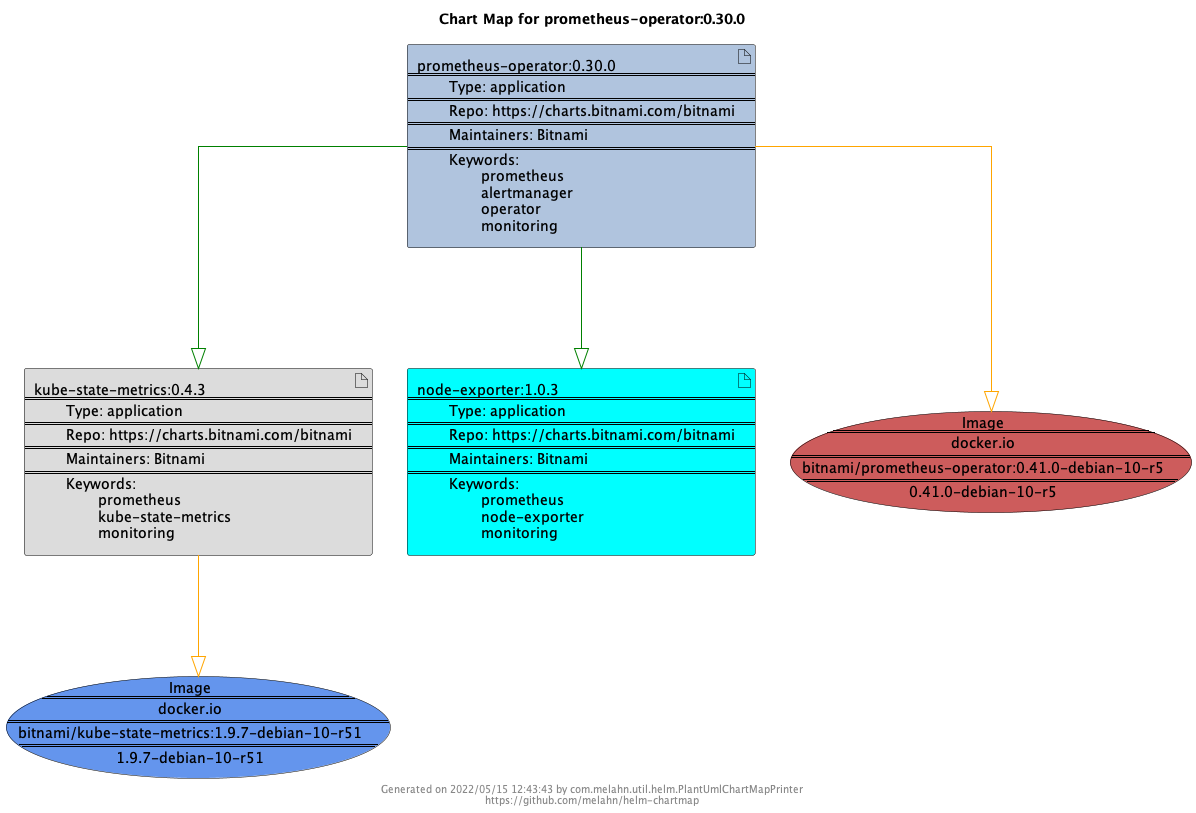 Chart Map for prometheus-operator:0.30.0
prometheus-operator:0.30.0
Type: application
Repo: https://charts.bitnami.com/bitnami
Maintainers: Bitnami
Keywords:
prometheus
alertmanager
operator
monitoring
kube-state-metrics:0.4.3
Type: application
Repo: https://charts.bitnami.com/bitnami
Maintainers: Bitnami
Keywords:
prometheus
kube-state-metrics
monitoring
node-exporter:1.0.3
Type: application
Repo: https://charts.bitnami.com/bitnami
Maintainers: Bitnami
Keywords:
prometheus
node-exporter
monitoring
Image
docker.io
bitnami/prometheus-operator:0.41.0-debian-10-r5
0.41.0-debian-10-r5
Image
docker.io
bitnami/kube-state-metrics:1.9.7-debian-10-r51
1.9.7-debian-10-r51
Generated on 2022/05/15 12:43:43 by com.melahn.util.helm.PlantUmlChartMapPrinter
https://github.com/melahn/helm-chartmap